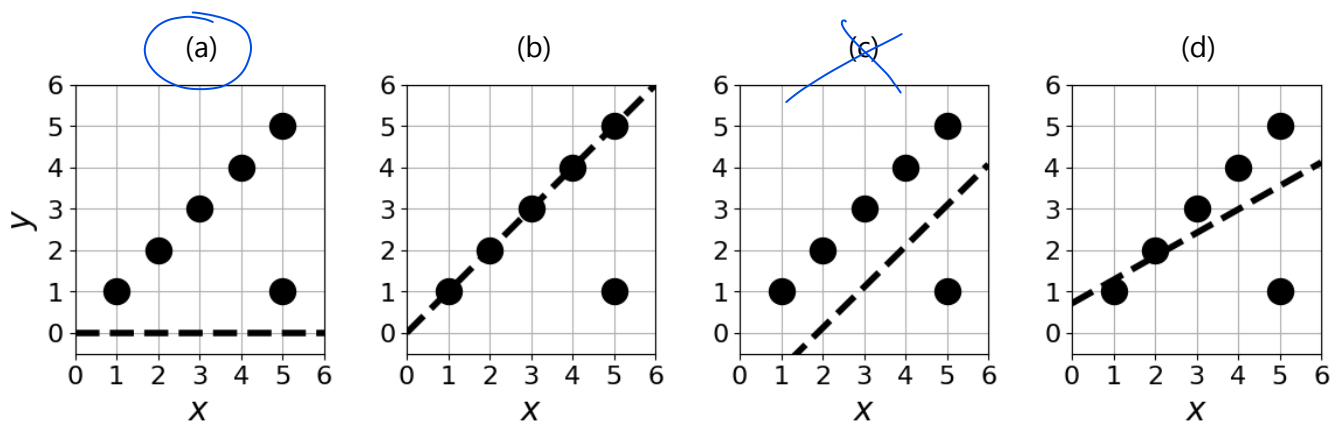 (a) (b) (c) (d)
6 6 6 6
5 5 5 5
4 4 4 4
y 3 3 3 3
2 2 2 2
1 1 1 1
0 0 0 0
0 1 2 3 4 5 6 0 1 2 3 4 5 6 0 1 2 3 4 5 6 0 1 2 3 4 5 6
x x x x